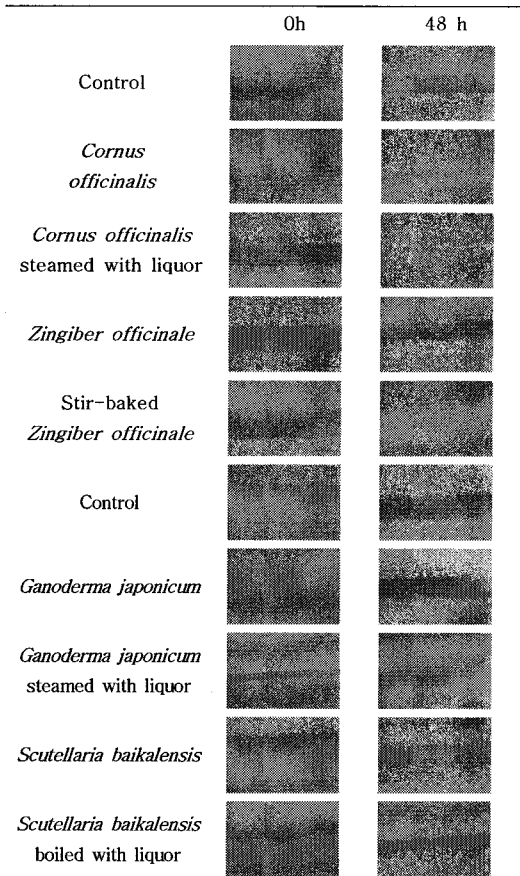 0h 48 h
Control
Cornus
officinalis
Cornus officinalis
steamed with liquor
Zingiber officinale
Stir-baked
Zingiber officinale
Control
Ganoderma japonicum
Ganoderma japonicum
steamed with liquor
Scutellaria baikalensis
Scutellaria baikalensis
boiled with liquor